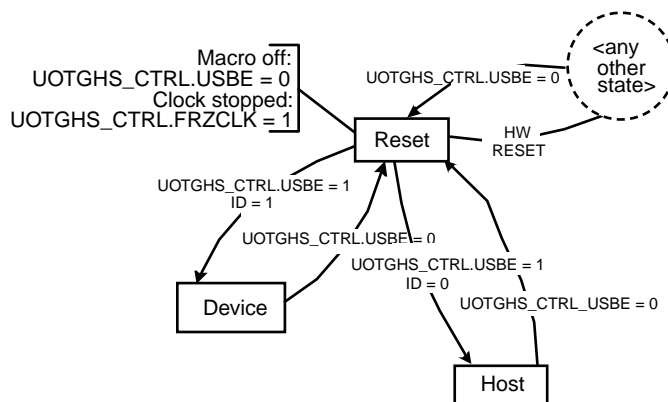 Macro off:
UOTGHS_CTRL.USBE = 0
Clock stopped:
UOTGHS_CTRL.FRZCLK = 1
<any
other
state>
UOTGHS_CTRL.USBE = 0
Reset
HW
RESET
UOTGHS_CTRL.USBE = 1
ID = 1
UOTGHS_CTRL.USBE = 0
UOTGHS_CTRL.USBE = 1
ID = 0
UOTGHS_CTRL_USBE = 0
Device
Host